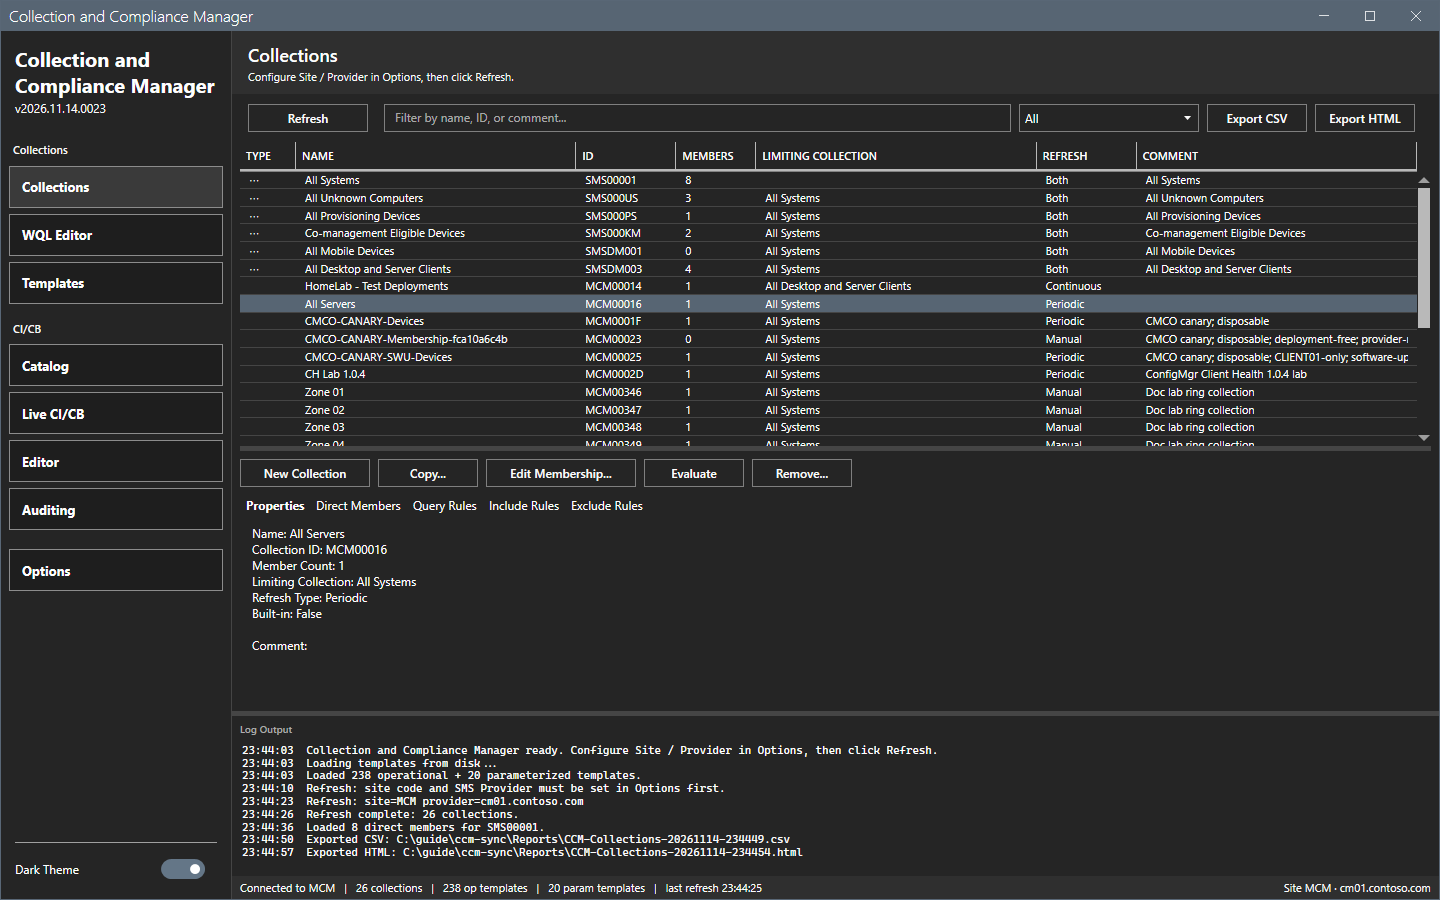 Collection and Compliance Manager
Collection and
Compliance Manager
v2026.11.14.0023
Collections
Collections
WQL Editor
Templates
CI/CB
Catalog
Live CI/CB
Editor
Auditing
Options
Dark Theme
Collections
Configure Site / Provider in Options, then click Refresh.
Refresh
Filter by name, ID, or comment...
All
Export CSV
Export HTML
TYPE NAME ID MEMBERS LIMITING COLLECTION REFRESH COMMENT
... All Systems SMS00001 8 Both All Systems
... All Unknown Computers SMS000US 3 All Systems Both All Unknown Computers
... All Provisioning Devices SMS000PS 1 All Systems Both All Provisioning Devices
... Co-management Eligible Devices SMS000KM 2 All Systems Both Co-management Eligible Devices
... All Mobile Devices SMSDM001 0 All Systems Both All Mobile Devices
... All Desktop and Server Clients SMSDM003 4 All Systems Both All Desktop and Server Clients
HomeLab - Test Deployments MCM00014 1 All Desktop and Server Clients Continuous
All Servers MCM00016 1 All Systems Periodic
CMCO-CANARY-Devices MCM0001F 1 All Systems Periodic CMCO canary; disposable
CMCO-CANARY-Membership-fca10a6c4b MCM00023 0 All Systems Manual CMCO canary; disposable; deployment-free; provider-
CMCO-CANARY-SWU-Devices MCM00025 1 All Systems Periodic CMCO canary; disposable; CLIENT01-only; software-up
CH Lab 1.0.4 MCM0002D 1 All Systems Periodic ConfigMgr Client Health 1.0.4 lab
Zone 01 MCM00346 1 All Systems Manual Doc lab ring collection
Zone 02 MCM00347 1 All Systems Manual Doc lab ring collection
Zone 03 MCM00348 1 All Systems Manual Doc lab ring collection
Zone 04 MCM00349 1 All Systems Manual Doc lab ring collection
New Collection
Copy...
Edit Membership...
Evaluate
Remove...
Properties Direct Members Query Rules Include Rules Exclude Rules
Name: All Servers
Collection ID: MCM00016
Member Count: 1
Limiting Collection: All Systems
Refresh Type: Periodic
Built-in: False
Comment:
Log Output
23:44:03 Collection and Compliance Manager ready. Configure Site / Provider in Options, then click Refresh.
23:44:03 Loading templates from disk...
23:44:03 Loaded 238 operational + 20 parameterized templates.
23:44:10 Refresh: site code and SMS Provider must be set in Options first.
23:44:23 Refresh: site=MCM provider=cm01.contoso.com
23:44:26 Refresh complete: 26 collections.
23:44:36 Loaded 8 direct members for SMS00001.
23:44:50 Exported CSV: C:\guide\ccm-sync\Reports\CCM-Collections-20261114-234449.csv
23:44:57 Exported HTML: C:\guide\ccm-sync\Reports\CCM-Collections-20261114-234454.html
Connected to MCM | 26 collections | 238 op templates | 20 param templates | last refresh 23:44:25
Site MCM · cm01.contoso.com